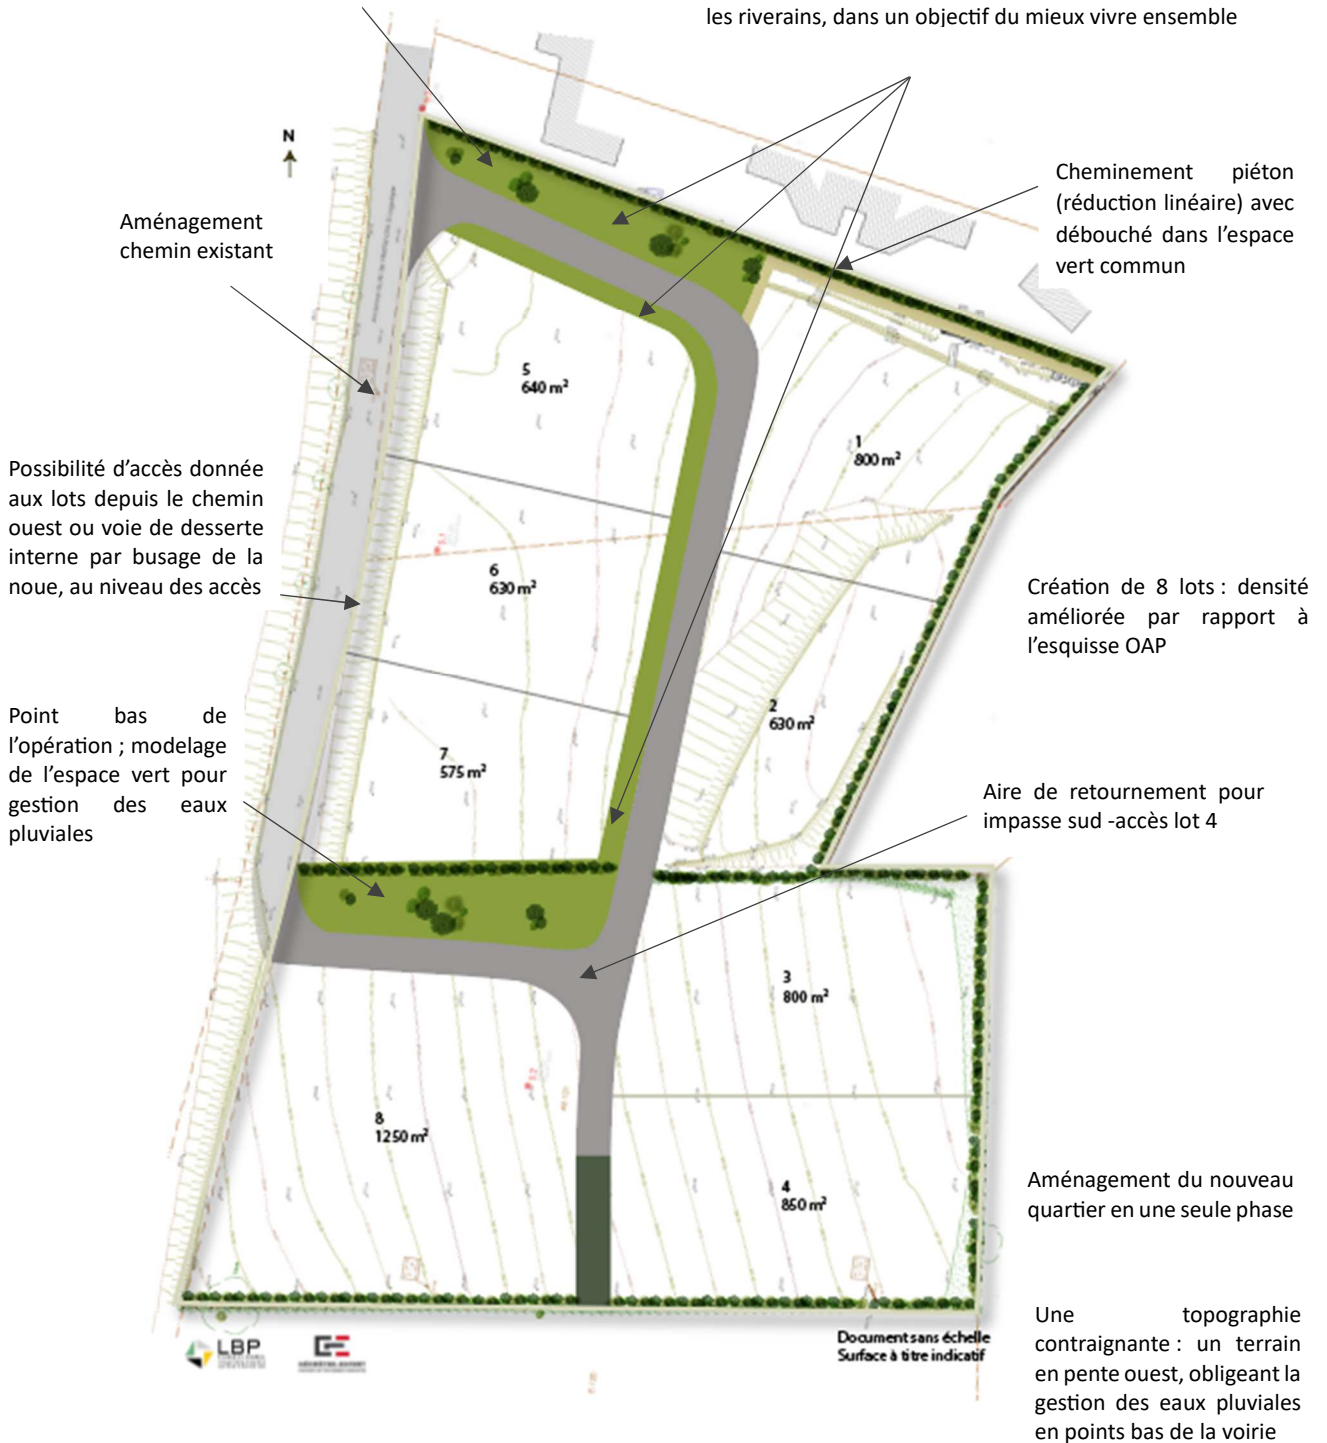 les riverains, dans un objectif du mieux vivre ensemble
N
Cheminement piéton
(réduction linéaire) avec
débouché dans l’espace
vert commun
Aménagement
chemin existant
5
640 m²
1
800 m²
Possibilité d’accès donnée
aux lots depuis le chemin
ouest ou voie de desserte
interne par busage de la
noue, au niveau des accès
6
630 m²
Création de 8 lots : densité
améliorée par rapport à
l’esquisse OAP
2
630 m²
Point bas de
l’opération ; modelage
de l’espace vert pour
gestion des eaux
pluviales
7
575 m²
Aire de retournement pour
impasse sud -accès lot 4
3
800 m²
8
1250 m²
4
850 m²
Aménagement du nouveau
quartier en une seule phase
Une topographie
contraignante : un terrain
en pente ouest, obligeant la
gestion des eaux pluviales
en points bas de la voirie
LBP
GE
GÉOMÈTRE-EXPERT
Document sans échelle
Surface à titre indicatif